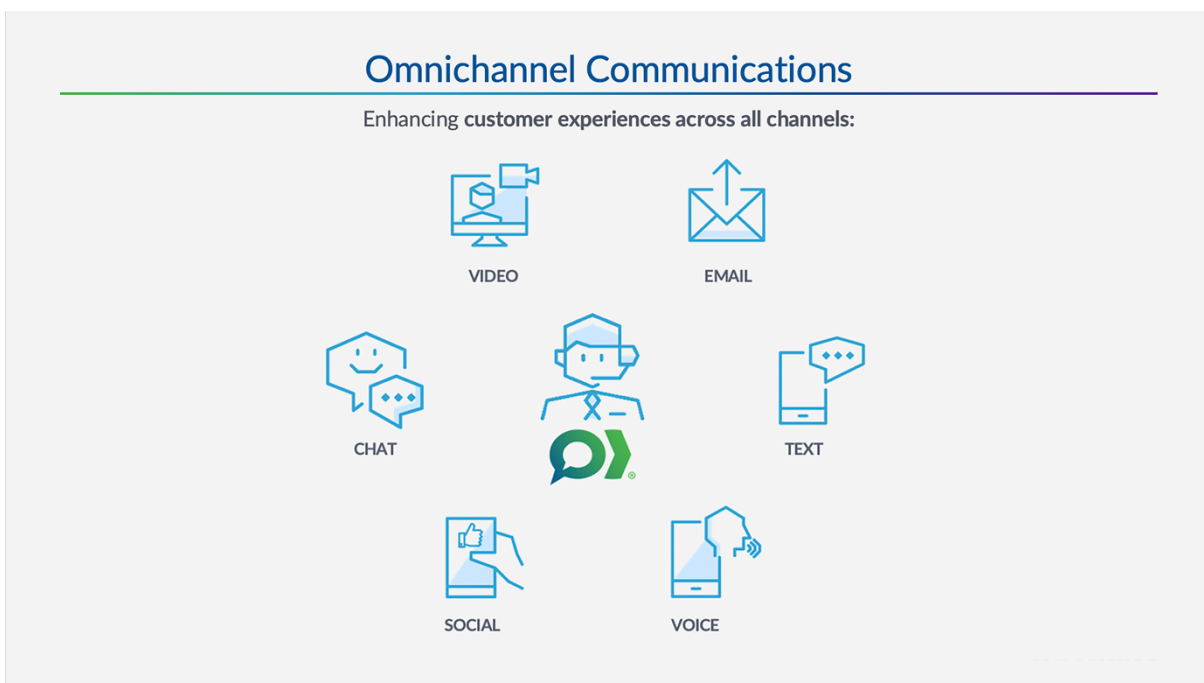 Omnichannel Communications
Enhancing customer experiences across all channels:
VIDEO
EMAIL
CHAT
TEXT
®
SOCIAL
VOICE